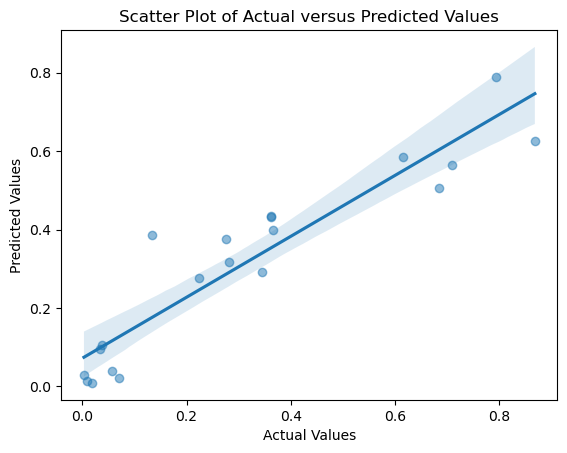 Scatter Plot of Actual versus Predicted Values
Predicted Values
0.8
0.6
0.4
0.2
0.0
0.0 0.2 0.4 0.6 0.8
Actual Values